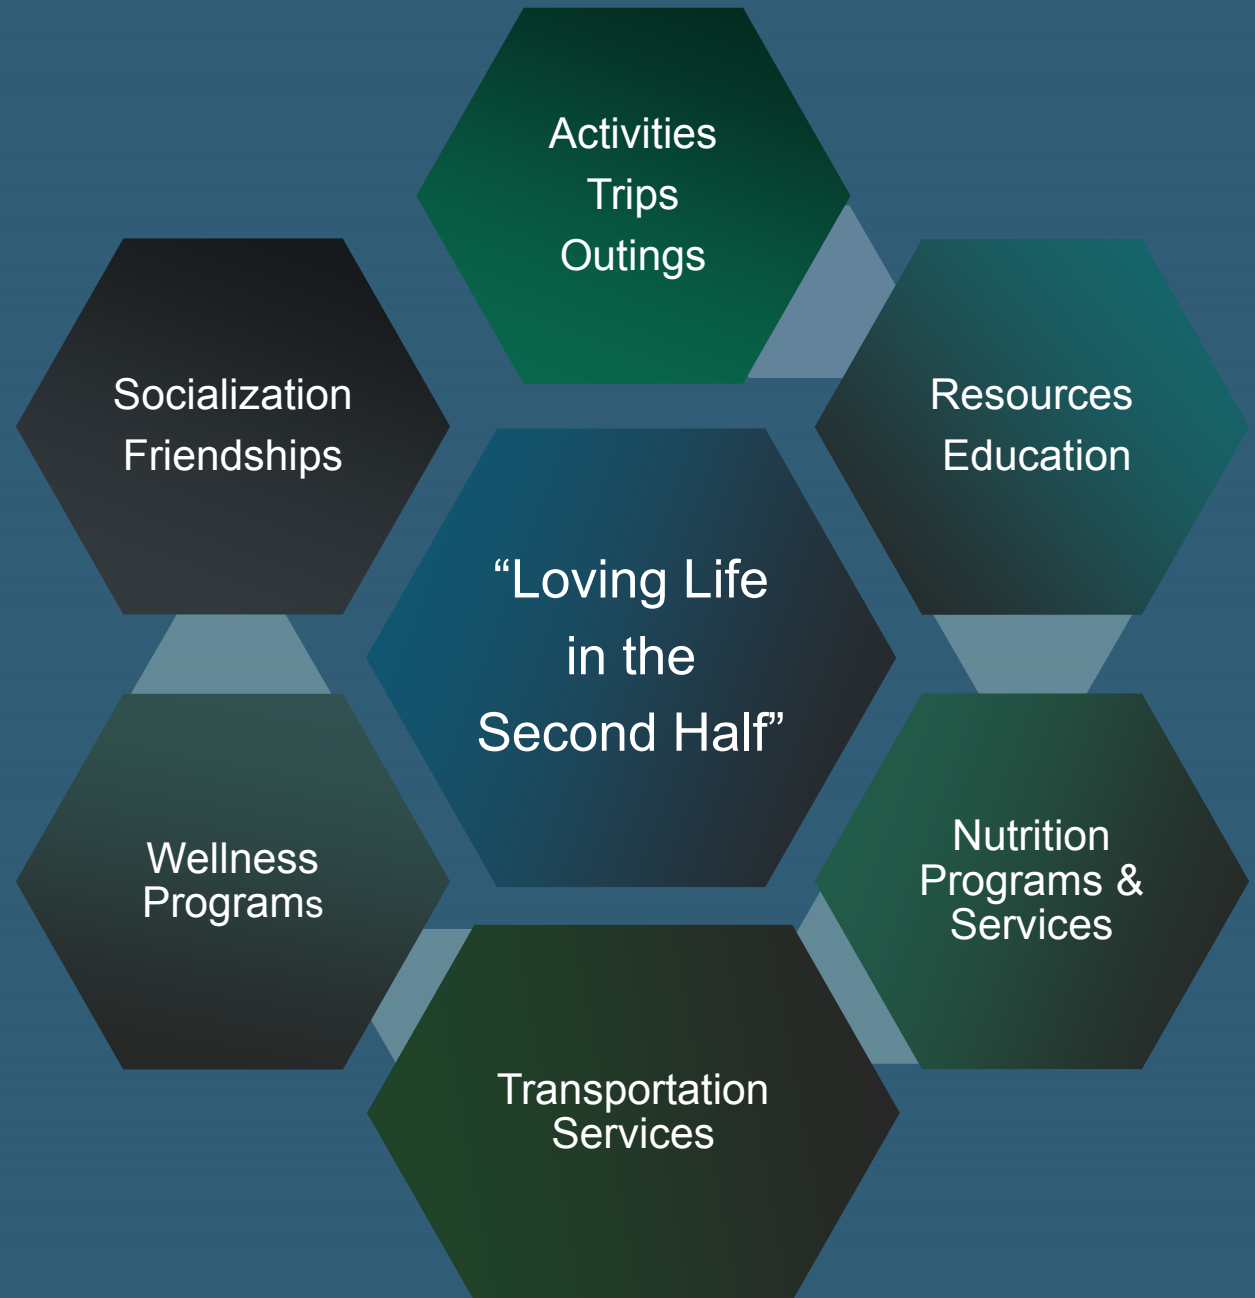 Activities
Trips
Outings
Socialization
Friendships
Resources
Education
“Loving Life
in the
Second Half”
Wellness
Programs
Nutrition
Programs &
Services
Transportation
Services